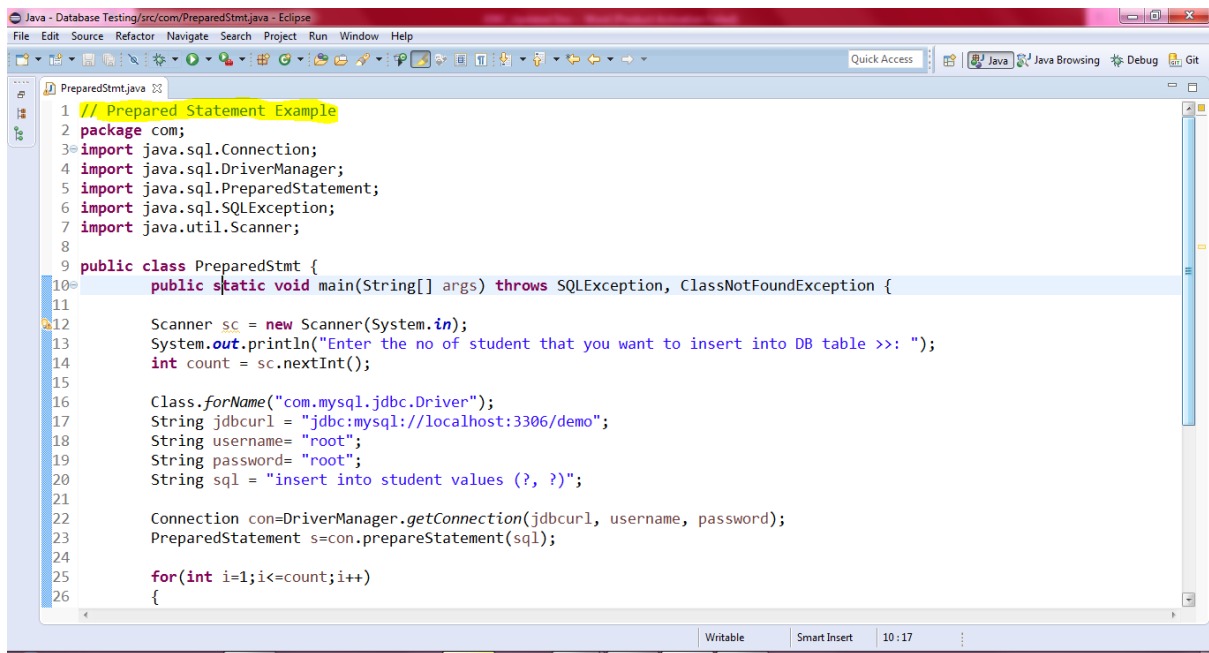 Java - Database Testing/src/com/PreparedStmt.java - Eclipse
File Edit Source Refactor Navigate Search Project Run Window Help
Quick Access Java Java Browsing Debug Git
PreparedStmt.java
1 // Prepared Statement Example
2 package com;
3 import java.sql.Connection;
4 import java.sql.DriverManager;
5 import java.sql.PreparedStatement;
6 import java.sql.SQLException;
7 import java.util.Scanner;
8
9 public class PreparedStmt {
10 public static void main(String[] args) throws SQLException, ClassNotFoundException {
11
12 Scanner sc = new Scanner(System.in);
13 System.out.println("Enter the no of student that you want to insert into DB table >>: ");
14 int count = sc.nextInt();
15
16 Class.forName("com.mysql.jdbc.Driver");
17 String jdbcurl = "jdbc:mysql://localhost:3306/demo";
18 String username= "root";
19 String password= "root";
20 String sql = "insert into student values (?, ?)";
21
22 Connection con=DriverManager.getConnection(jdbcurl, username, password);
23 PreparedStatement s=con.prepareStatement(sql);
24
25 for(int i=1;i<=count;i++)
26 {
Writable Smart Insert 10 : 17